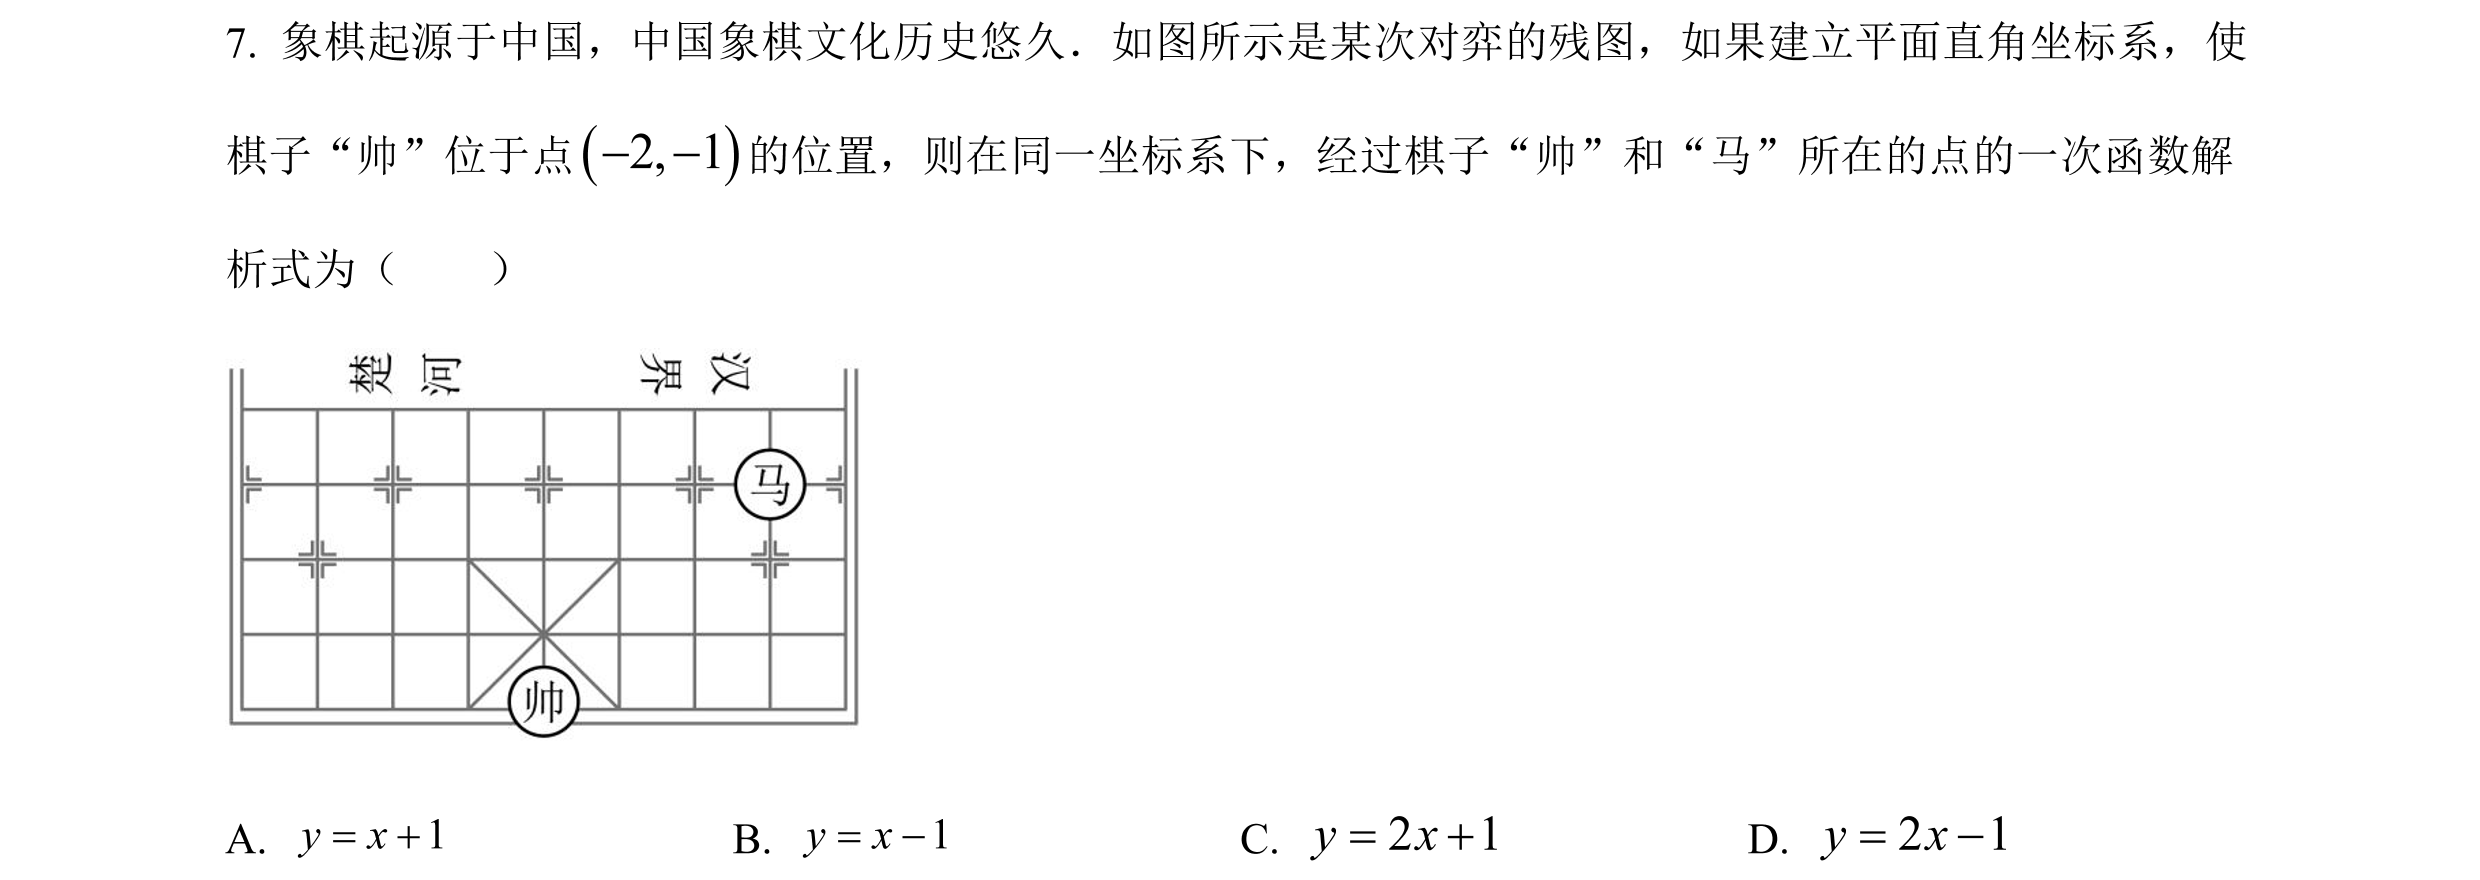 7. 象棋起源于中国，中国象棋文化历史悠久．如图所示是某次对弈的残图，如果建立平面直角坐标系，使
棋子“帅”位于点(−2,−1)的位置，则在同一坐标系下，经过棋子“帅”和“马”所在的点的一次函数解
析式为（　　）
楚 河 界 汉
马
帅
A. y = x + 1 B. y = x − 1 C. y = 2x + 1 D. y = 2x − 1